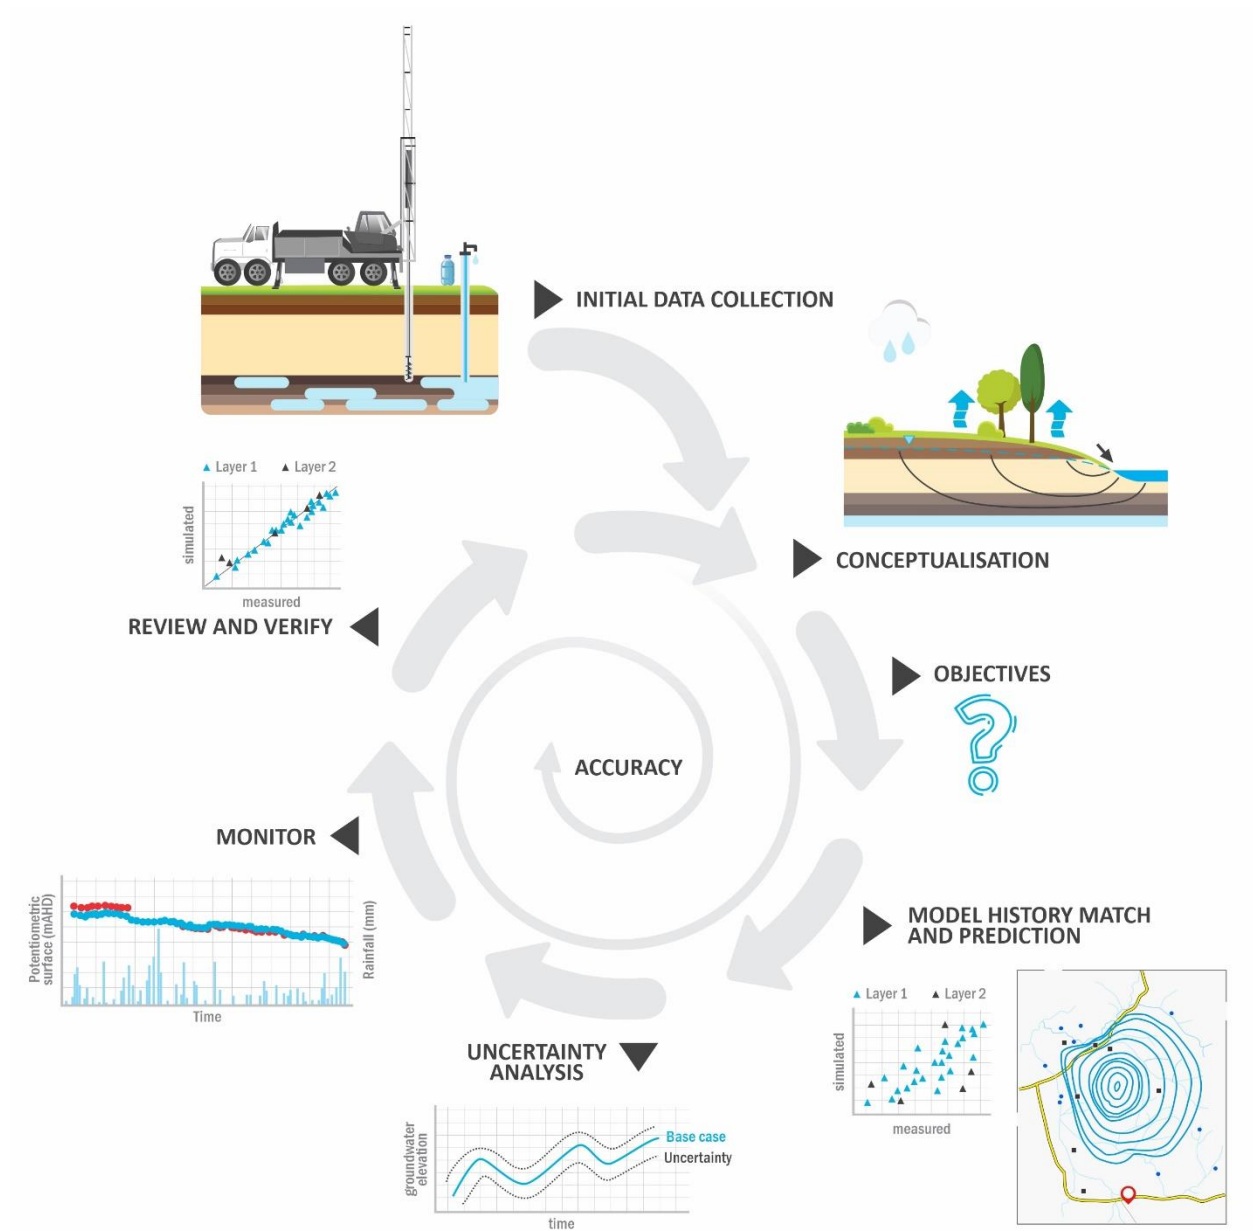 INITIAL DATA COLLECTION
CONCEPTUALISATION
OBJECTIVES
?
MODEL HISTORY MATCH
AND PREDICTION
Layer 1
Layer 2
simulated
measured
UNCERTAINTY
ANALYSIS
groundwater
elevation
Base case
Uncertainty
time
MONITOR
Potentiometric
surface (mAHD)
Rainfall (mm)
Time
REVIEW AND VERIFY
Layer 1
Layer 2
simulated
measured
ACCURACY